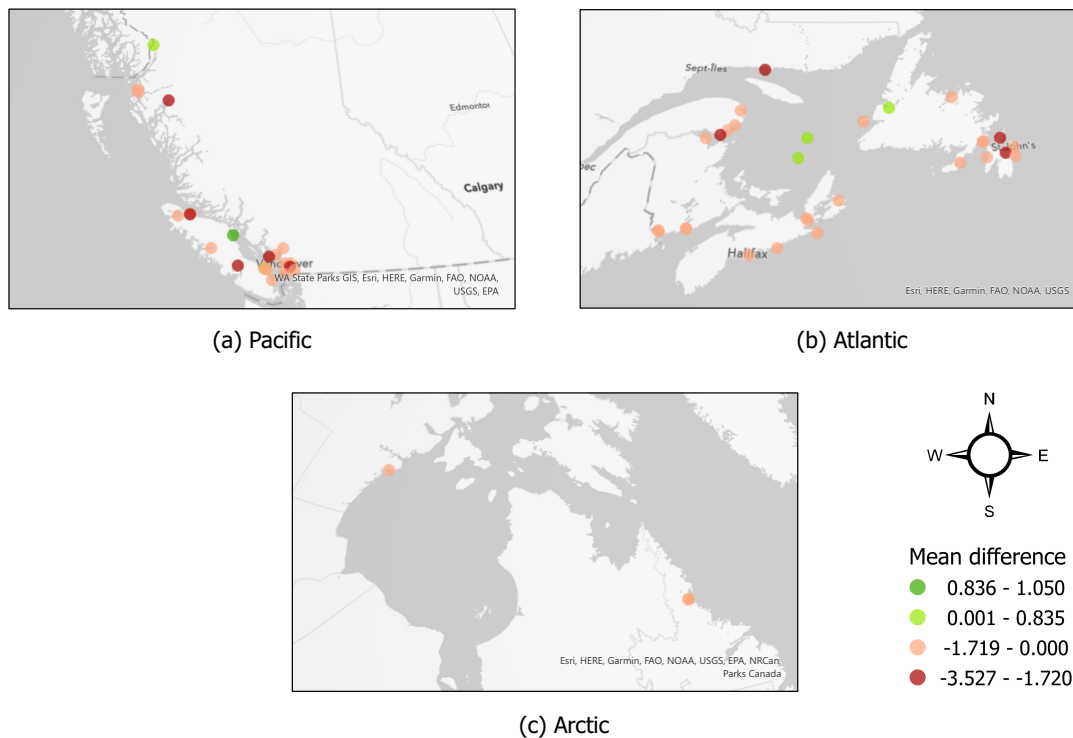 Edmonton
Calgary
Vancouver
WA State Parks GIS, Esri, HERE, Garmin, FAO, NOAA,
USGS, EPA
(a) Pacific
Sept-Îles
St. John's
Halifax
Esri, HERE, Garmin, FAO, NOAA, USGS
(b) Atlantic
Esri, HERE, Garmin, FAO, NOAA, USGS, EPA, NRCan,
Parks Canada
(c) Arctic
N
W E
S
Mean difference
0.836 - 1.050
0.001 - 0.835
-1.719 - 0.000
-3.527 - -1.720